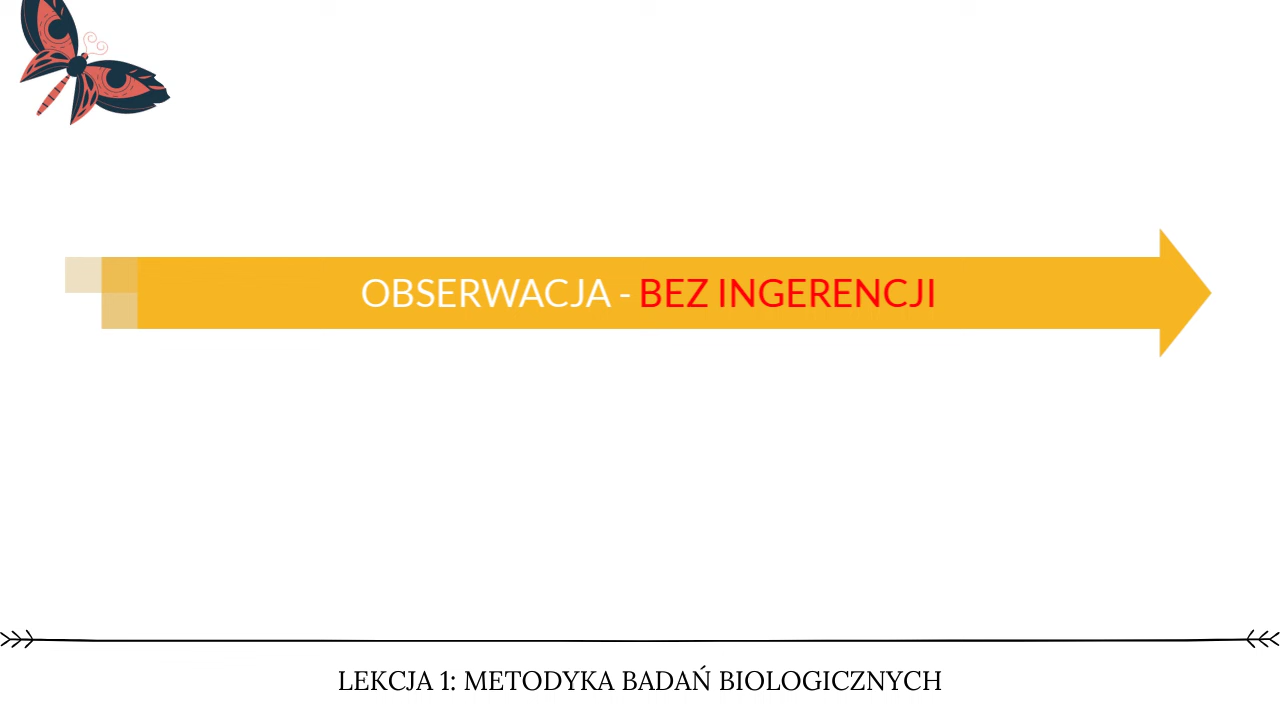 OBSERWACJA - BEZ INGERENCJI
LEKCJA 1: METODYKA BADAŃ BIOLOGICZNYCH